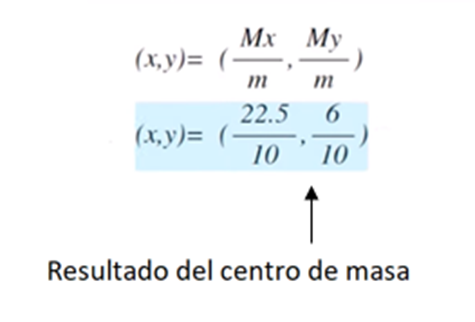 (x,y)= (Mx/m, My/m)
(x,y)= (22.5/10, 6/10)
Resultado del centro de masa